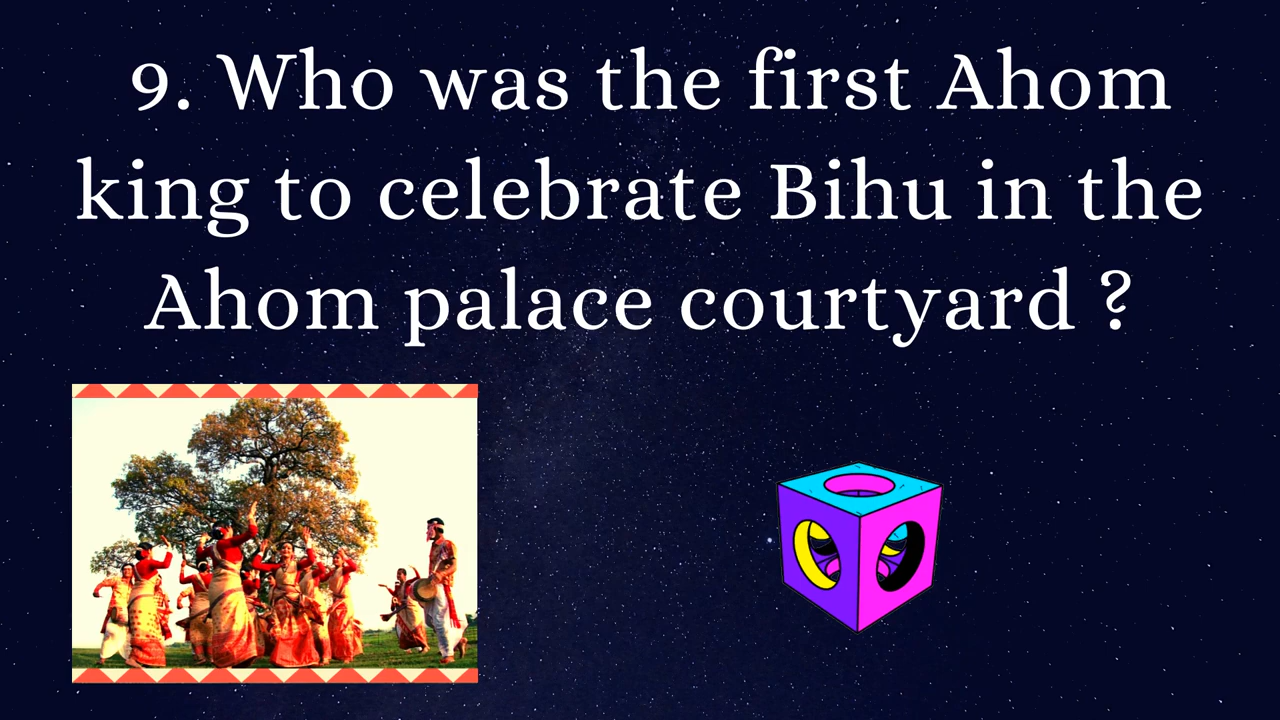 9. Who was the first Ahom
king to celebrate Bihu in the
Ahom palace courtyard ?